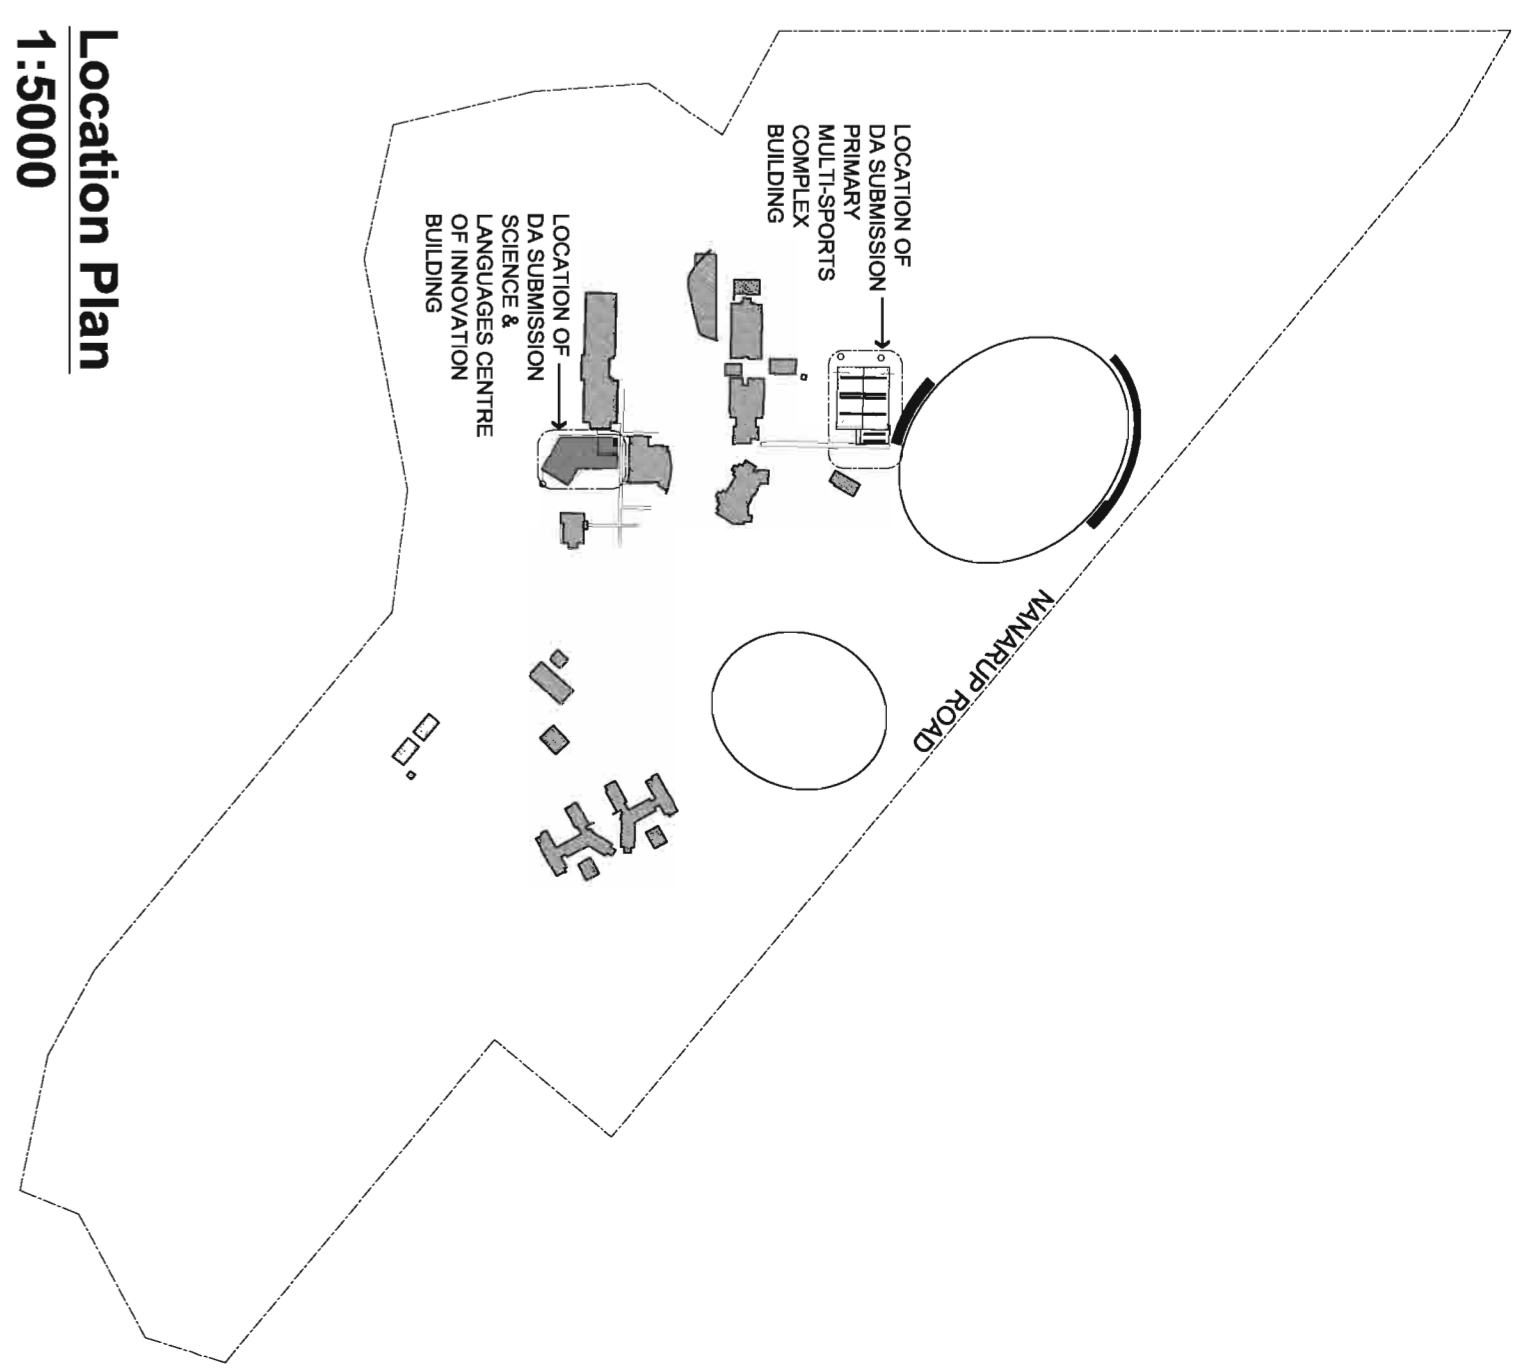 LOCATION OF
DA SUBMISSION
PRIMARY
MULTI-SPORTS
COMPLEX
BUILDING
LOCATION OF
DA SUBMISSION
SCIENCE &
LANGUAGES CENTRE
OF INNOVATION
BUILDING
NANARUP ROAD
Location Plan
1:5000